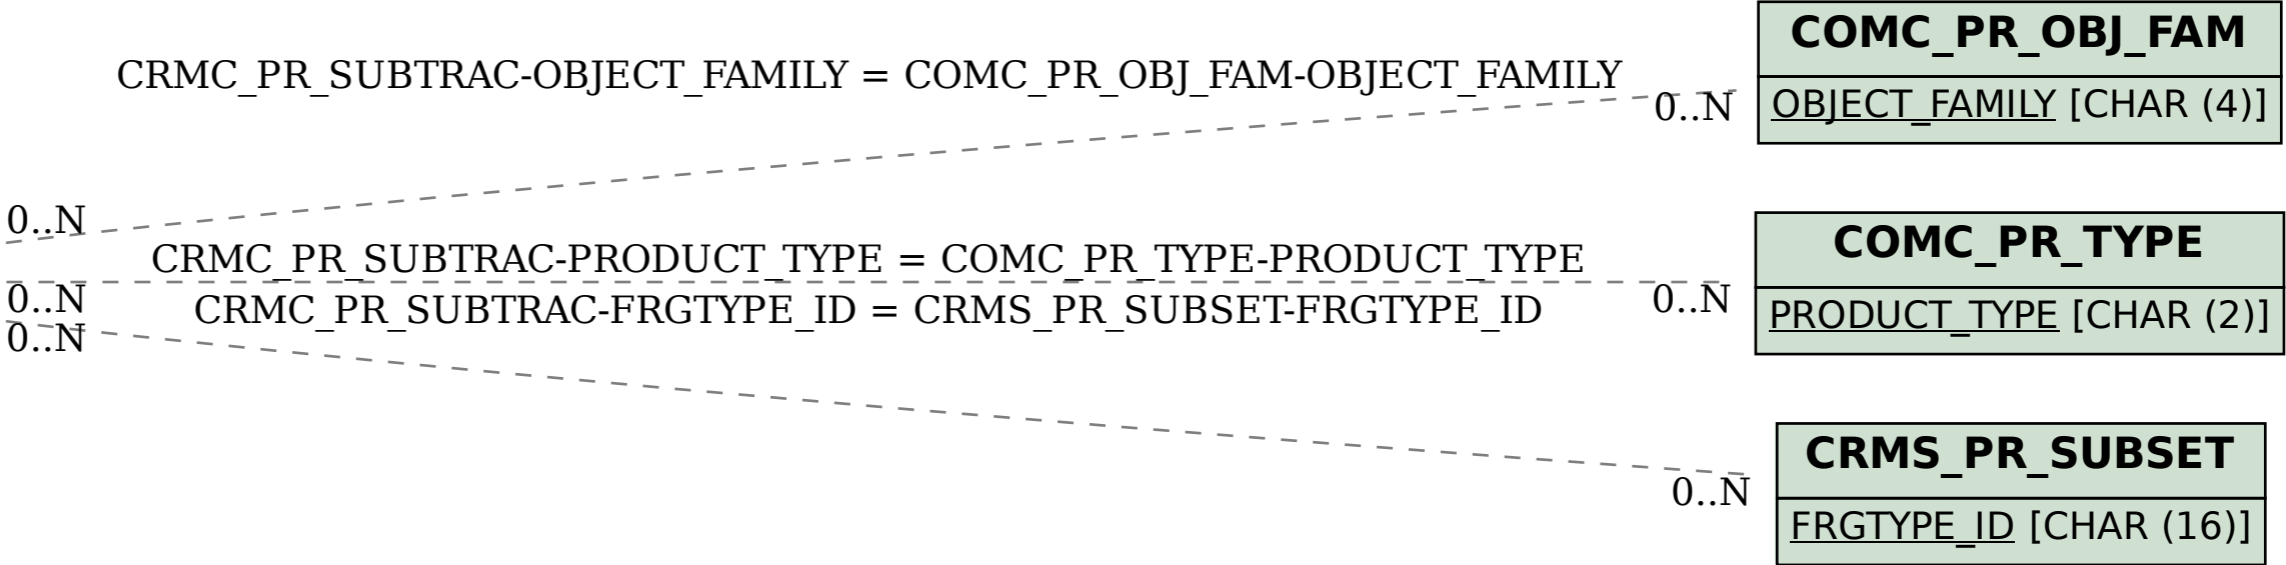 COMC_PR_OBJ_FAM
CRMC_PR_SUBTRAC-OBJECT_FAMILY = COMC_PR_OBJ_FAM-OBJECT_FAMILY
0..N
OBJECT_FAMILY [CHAR (4)]
0..N
COMC_PR_TYPE
CRMC_PR_SUBTRAC-PRODUCT_TYPE = COMC_PR_TYPE-PRODUCT_TYPE
0..N
0..N
CRMC_PR_SUBTRAC-FRGTYPE_ID = CRMS_PR_SUBSET-FRGTYPE_ID
PRODUCT_TYPE [CHAR (2)]
0..N
CRMS_PR_SUBSET
0..N
FRGTYPE_ID [CHAR (16)]